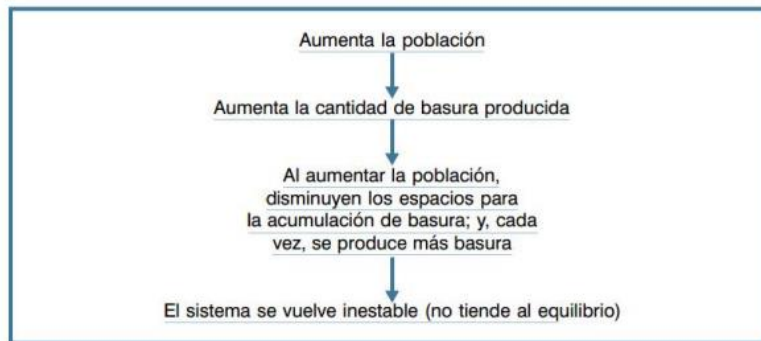 Aumenta la población
Aumenta la cantidad de basura producida
Al aumentar la población,
disminuyen los espacios para
la acumulación de basura; y, cada
vez, se produce más basura
El sistema se vuelve inestable (no tiende al equilibrio)